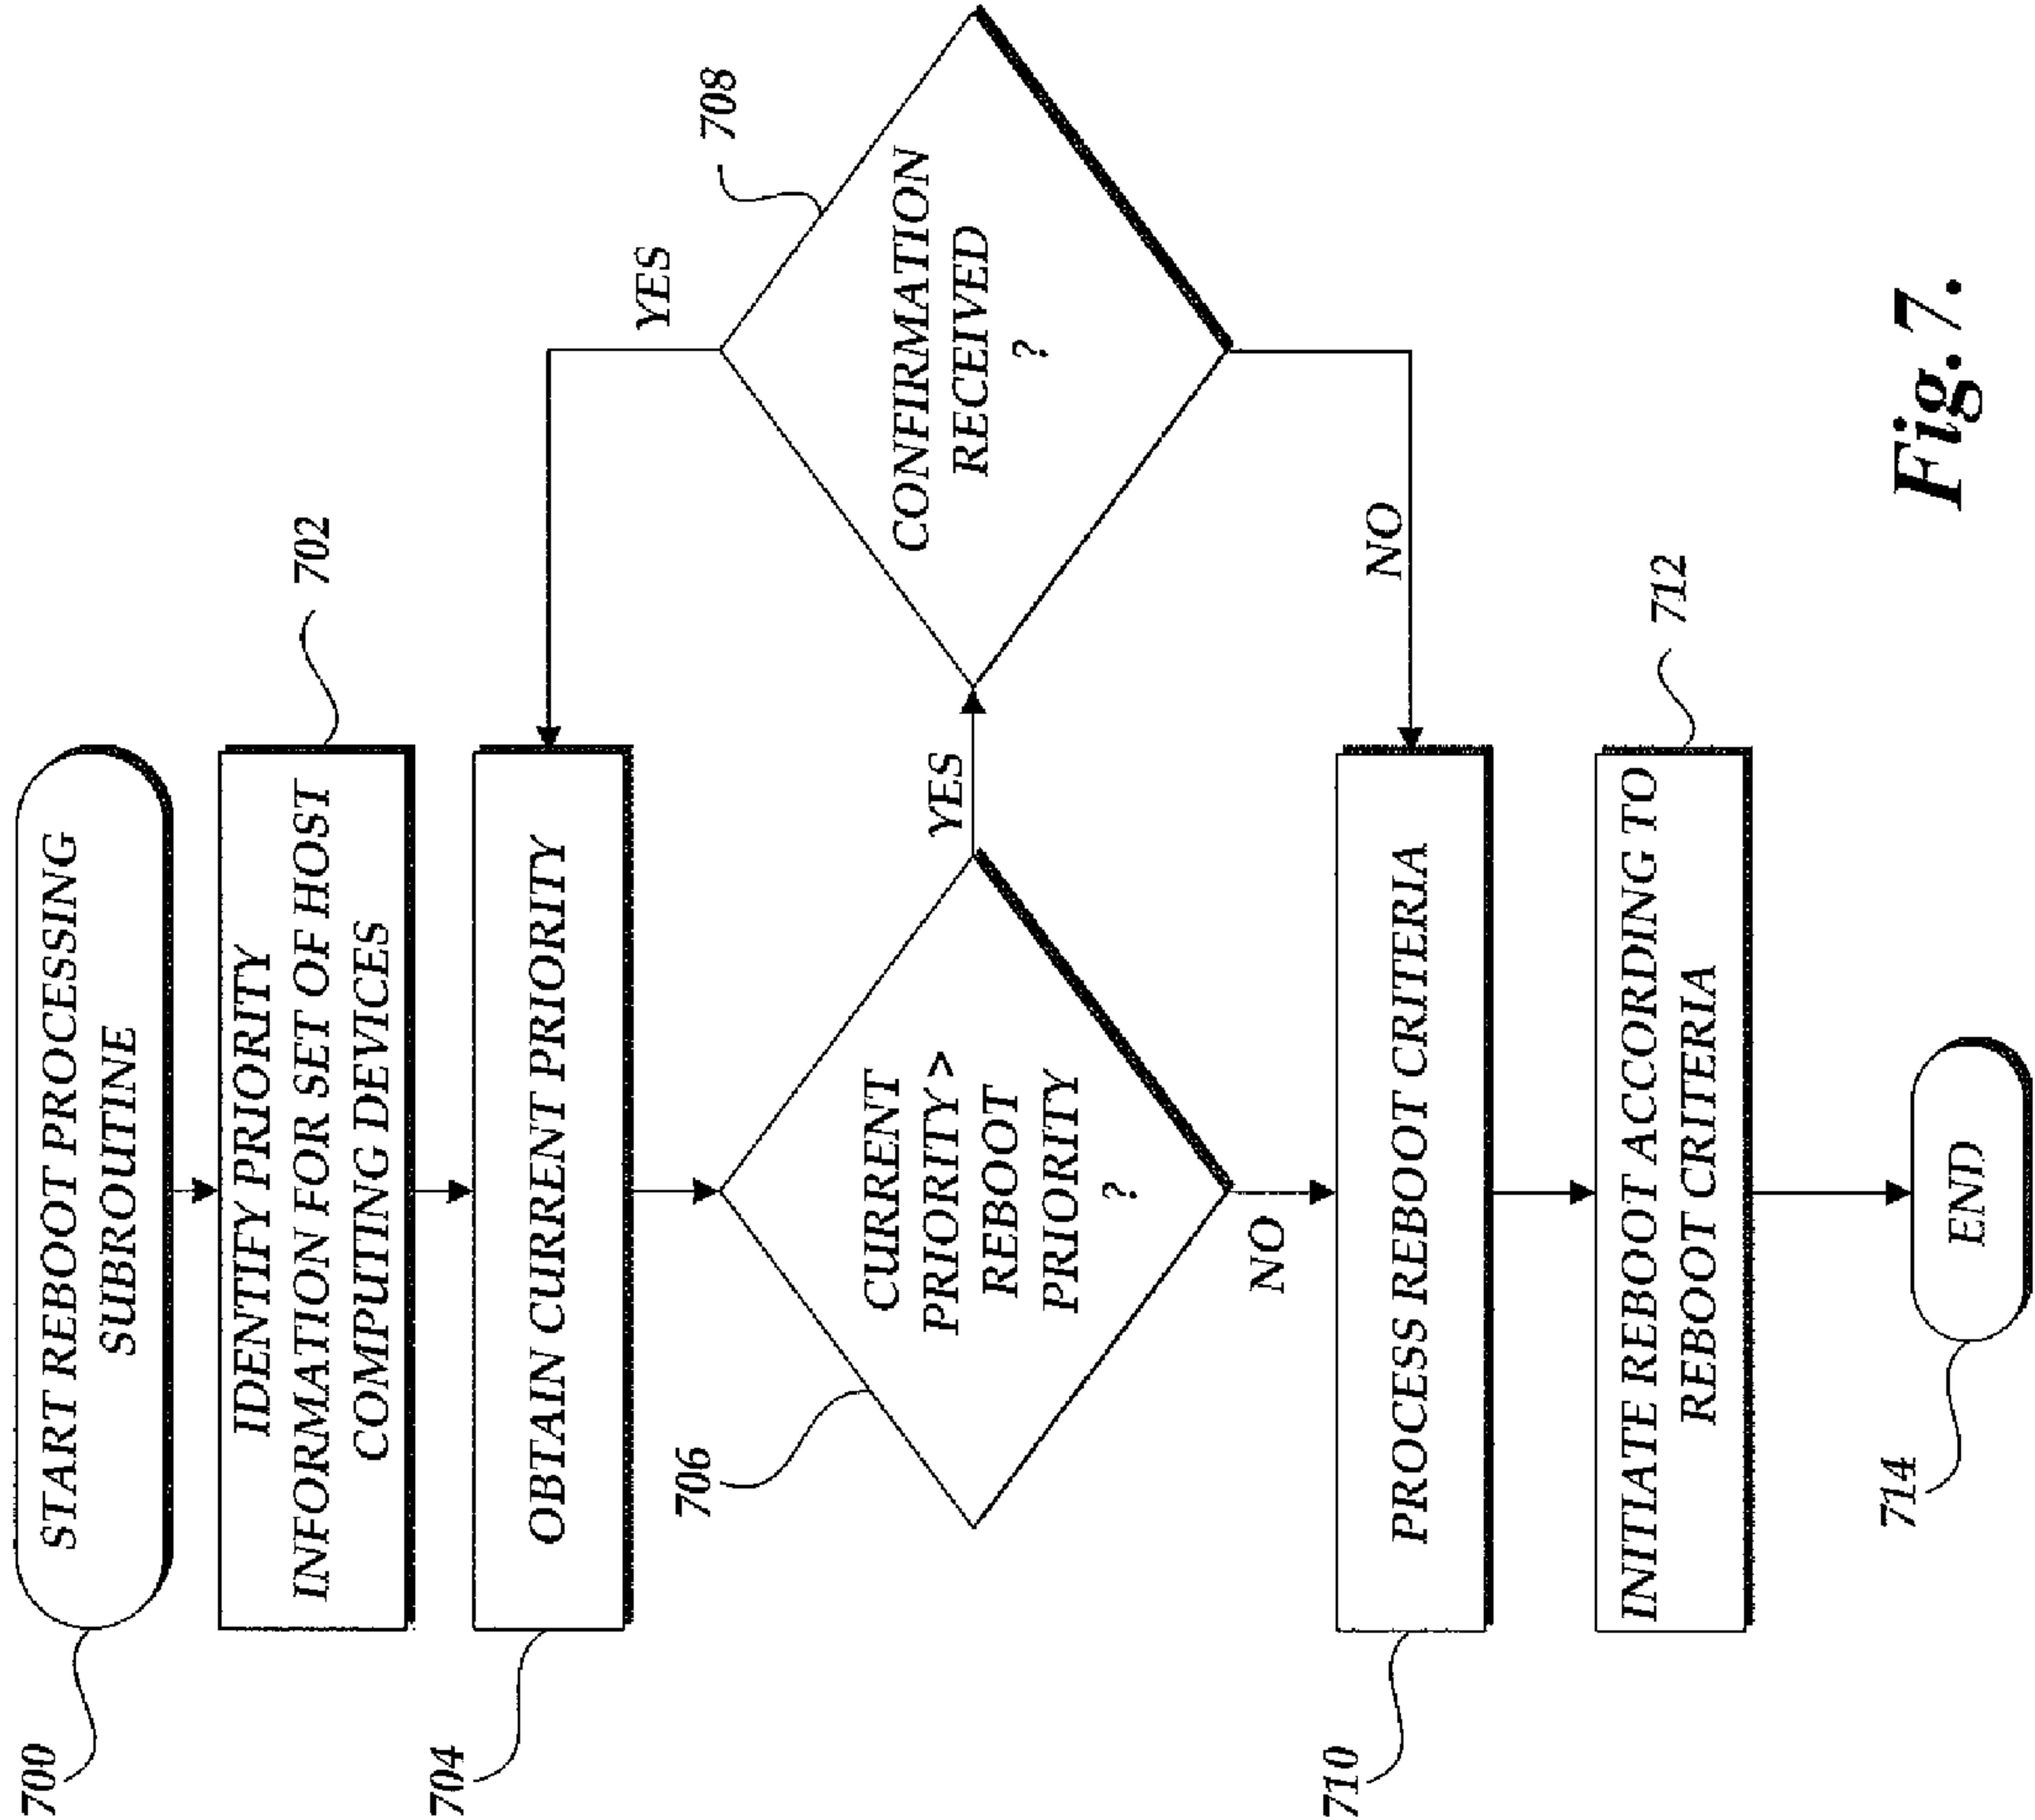 700
START REBOOT PROCESSING
SUBROUTINE
702
IDENTIFY PRIORITY
INFORMATION FOR SET OF HOST
COMPUTING DEVICES
704
OBTAIN CURRENT PRIORITY
706
CURRENT
PRIORITY >
REBOOT
PRIORITY
?
YES
NO
708
CONFIRMATION
RECEIVED
?
YES
NO
710
PROCESS REBOOT CRITERIA
712
INITIATE REBOOT ACCORDING TO
REBOOT CRITERIA
714
END
Fig. 7.